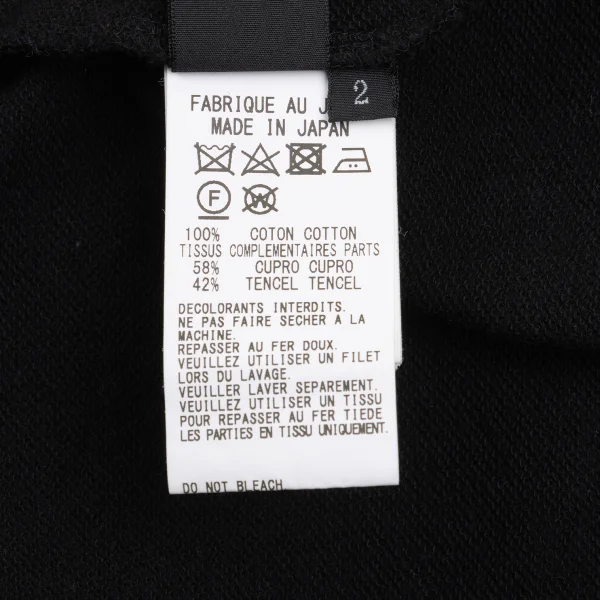 2
FABRIQUE AU J
MADE IN JAPAN
F W
100% COTON COTTON
TISSUS COMPLEMENTAIRES PARTS
58% CUPRO CUPRO
42% TENCEL TENCEL
DECOLORANTS INTERDITS.
NE PAS FAIRE SECHER A LA
MACHINE.
REPASSER AU FER DOUX.
VEUILLEZ UTILISER UN FILET
LORS DU LAVAGE.
VEUILLER LAVER SEPAREMENT.
VEUILLEZ UTILISER UN TISSU
POUR REPASSER AU FER TIEDE
LES PARTIES EN TISSU UNIQUEMENT.
DO NOT BLEACH.